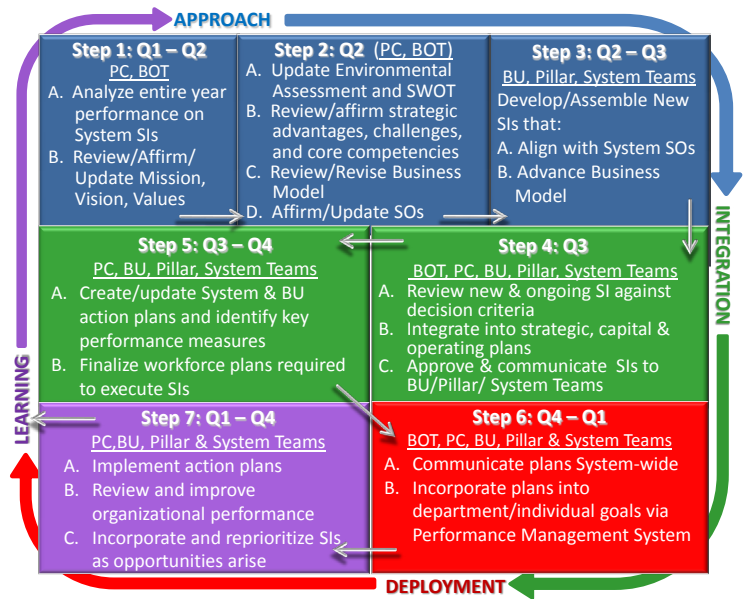 APPROACH
Step 1: Q1 – Q2
PC, BOT
A. Analyze entire year
performance on
System SIs
B. Review/Affirm/
Update Mission,
Vision, Values
Step 2: Q2 (PC, BOT)
A. Update Environmental
Assessment and SWOT
B. Review/affirm strategic
advantages, challenges,
and core competencies
C. Review/Revise Business
Model
D. Affirm/Update SOs
Step 3: Q2 – Q3
BU, Pillar, System Teams
Develop/Assemble New
SIs that:
A. Align with System SOs
B. Advance Business
Model
INTEGRATION
Step 4: Q3
BOT, PC, BU, Pillar, System Teams
A. Review new & ongoing SI against
decision criteria
B. Integrate into strategic, capital &
operating plans
C. Approve & communicate SIs to
BU/Pillar/ System Teams
Step 5: Q3 – Q4
PC, BU, Pillar, System Teams
A. Create/update System & BU
action plans and identify key
performance measures
B. Finalize workforce plans required
to execute SIs
Step 6: Q4 – Q1
BOT, PC, BU, Pillar & System Teams
A. Communicate plans System-wide
B. Incorporate plans into
department/individual goals via
Performance Management System
Step 7: Q1 – Q4
PC,BU, Pillar & System Teams
A. Implement action plans
B. Review and improve
organizational performance
C. Incorporate and reprioritize SIs
as opportunities arise
DEPLOYMENT
LEARNING